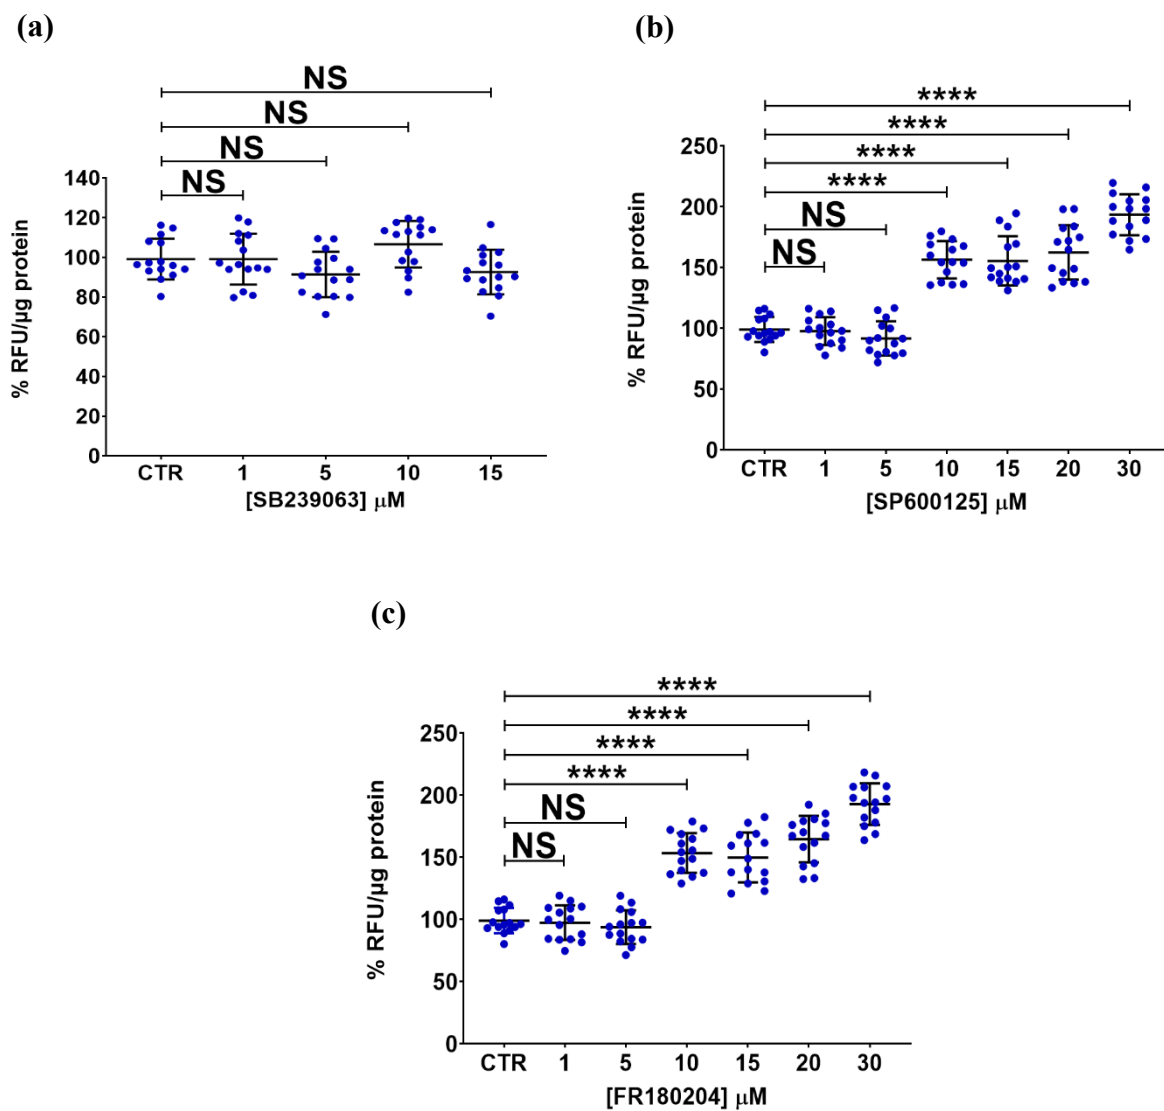 (a)
NS
NS
NS
NS
% RFU/µg protein
140
120
100
80
60
40
20
0
CTR 1 5 10 15
[SB239063] µM
(b)
****
****
****
****
NS
NS
% RFU/µg protein
250
200
150
100
50
0
CTR 1 5 10 15 20 30
[SP600125] µM
(c)
****
****
****
****
NS
NS
% RFU/µg protein
250
200
150
100
50
0
CTR 1 5 10 15 20 30
[FR180204] µM